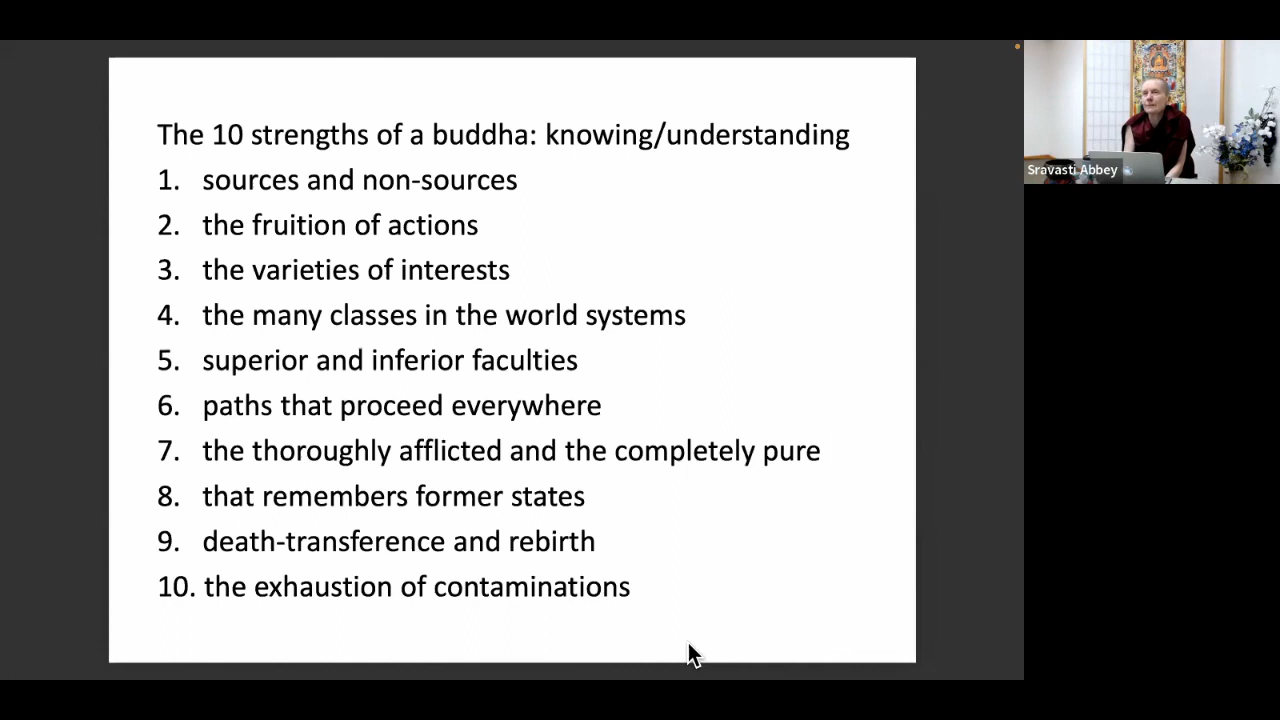 The 10 strengths of a buddha: knowing/understanding
1. sources and non-sources
2. the fruition of actions
3. the varieties of interests
4. the many classes in the world systems
5. superior and inferior faculties
6. paths that proceed everywhere
7. the thoroughly afflicted and the completely pure
8. that remembers former states
9. death-transference and rebirth
10. the exhaustion of contaminations
Sravasti Abbey